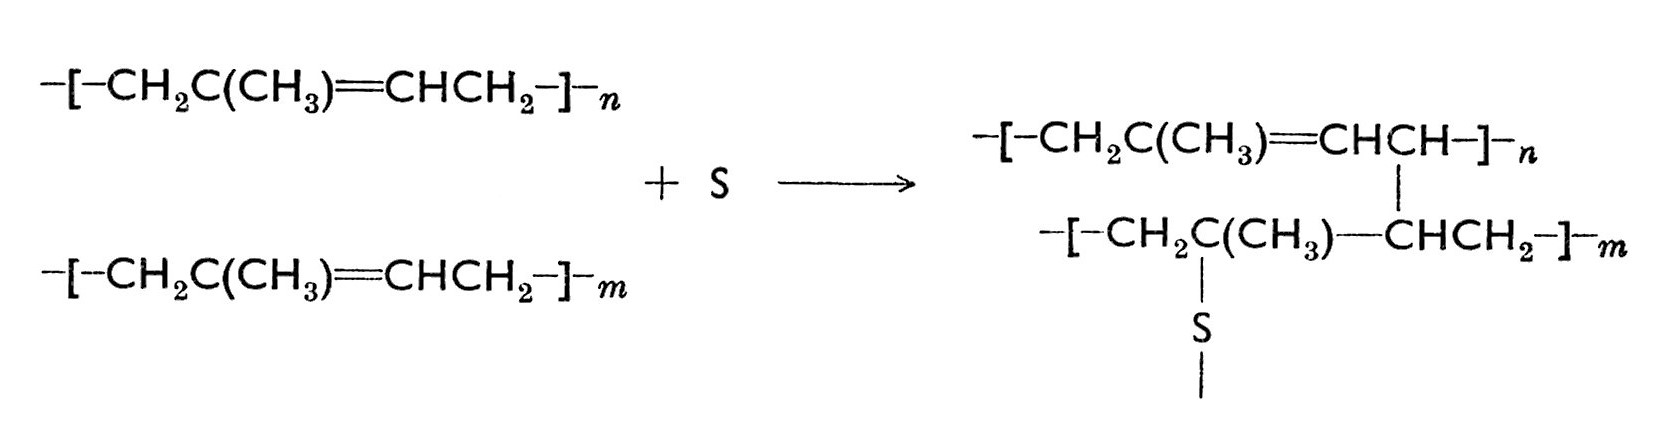 -[-CH₂C(CH₃)=CHCH₂-]-n
+ S ⟶
-[-CH₂C(CH₃)=CHCH₂-]-m
-[-CH₂C(CH₃)=CHCH-]-n
-[-CH₂C(CH₃)—CHCH₂-]-m
S